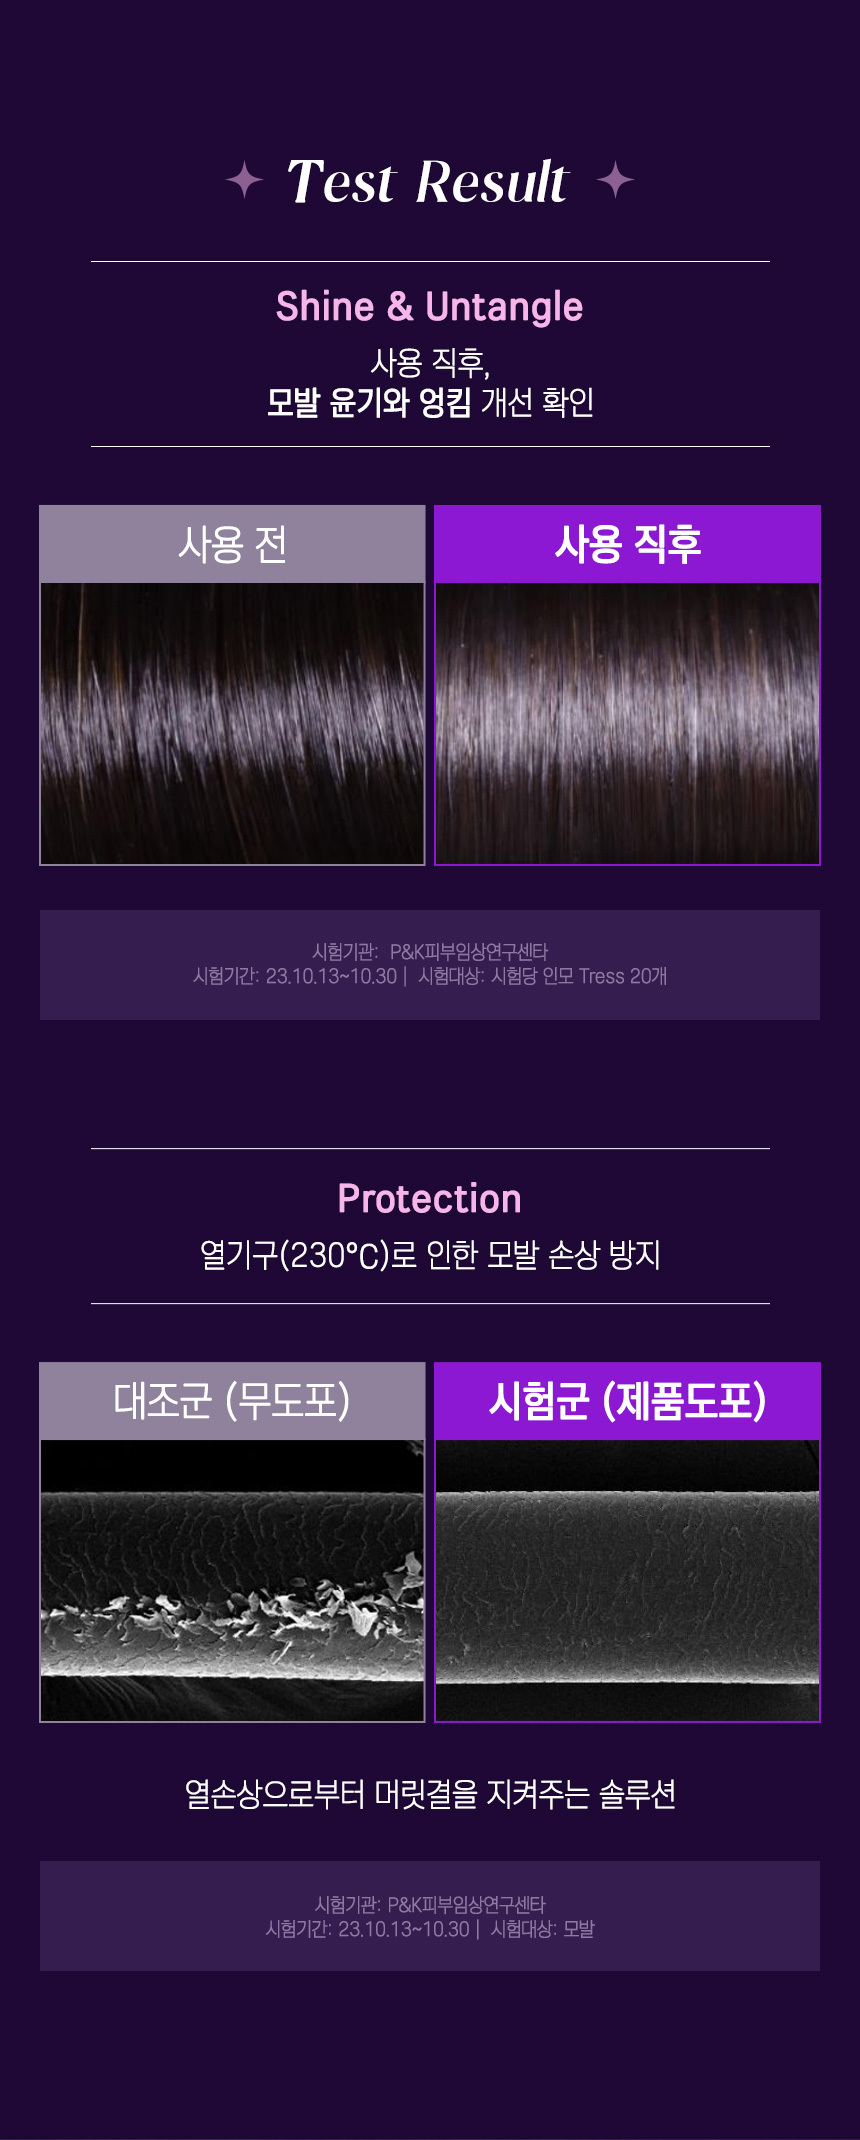 Test Result
Shine & Untangle
사용 직후,
모발 윤기와 엉킴 개선 확인
사용 전
사용 직후
시험기관: P&K피부임상연구센타
시험기간: 23.10.13~10.30 | 시험대상: 시험당 인모 Tress 20개
Protection
열기구(230°C)로 인한 모발 손상 방지
대조군 (무도포)
시험군 (제품도포)
열손상으로부터 머릿결을 지켜주는 솔루션
시험기관: P&K피부임상연구센타
시험기간: 23.10.13~10.30 | 시험대상: 모발